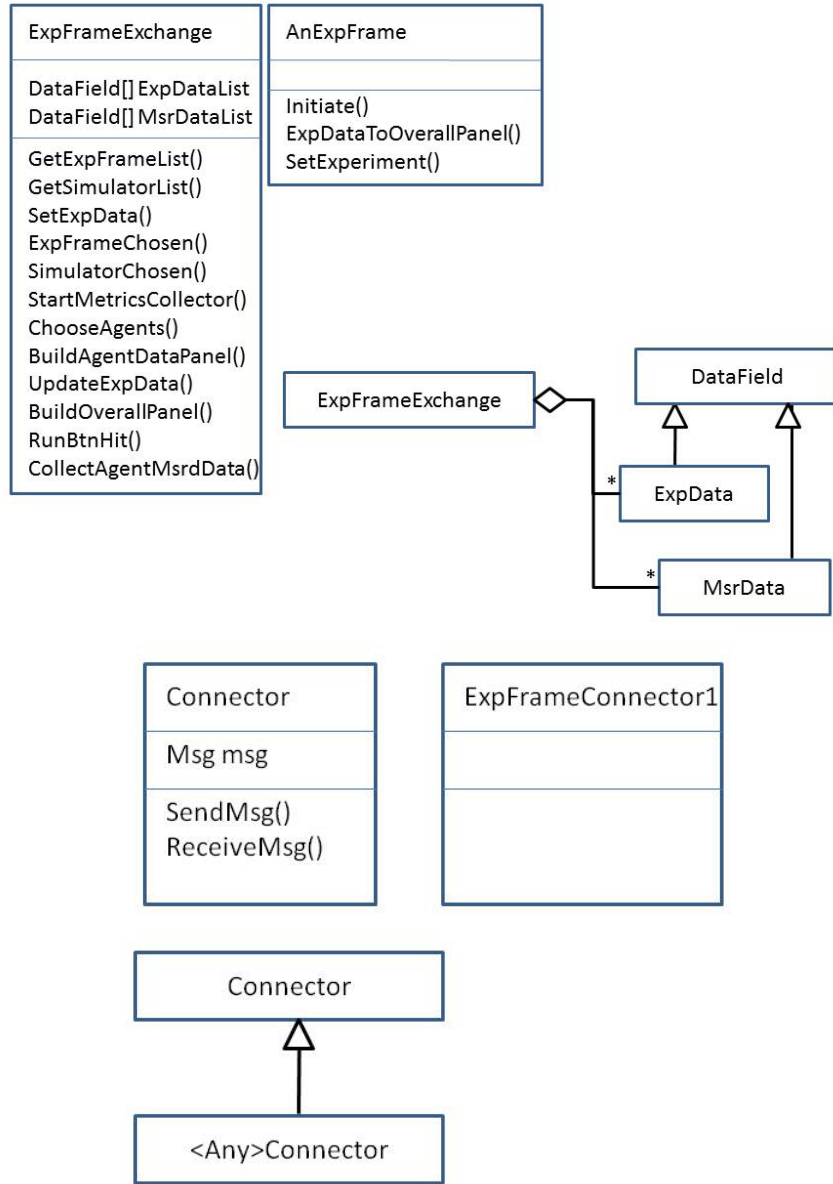 ExpFrameExchange
DataField[] ExpDataList
DataField[] MsrDataList
GetExpFrameList()
GetSimulatorList()
SetExpData()
ExpFrameChosen()
SimulatorChosen()
StartMetricsCollector()
ChooseAgents()
BuildAgentDataPanel()
UpdateExpData()
BuildOverallPanel()
RunBtnHit()
CollectAgentMsrdData()
AnExpFrame
Initiate()
ExpDataToOverallPanel()
SetExperiment()
ExpFrameExchange
DataField
*
ExpData
*
MsrData
Connector
Msg msg
SendMsg()
ReceiveMsg()
ExpFrameConnector1
Connector
<Any>Connector